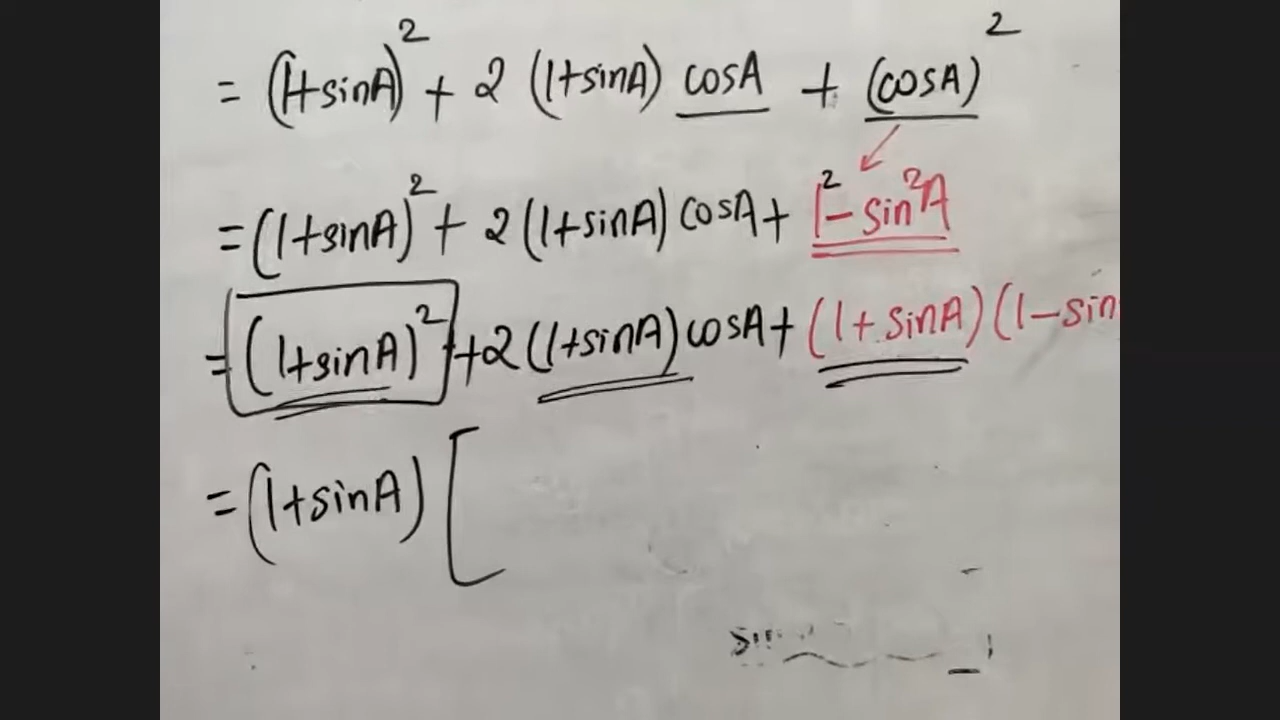 = (1+sinA)² + 2 (1+sinA) cosA + (cosA)²
= (1+sinA)² + 2 (1+sinA) cosA + 1² - sin²A
= (1+sinA)² + 2 (1+sinA) cosA + (1+sinA) (1-sin
= (1+sinA) [